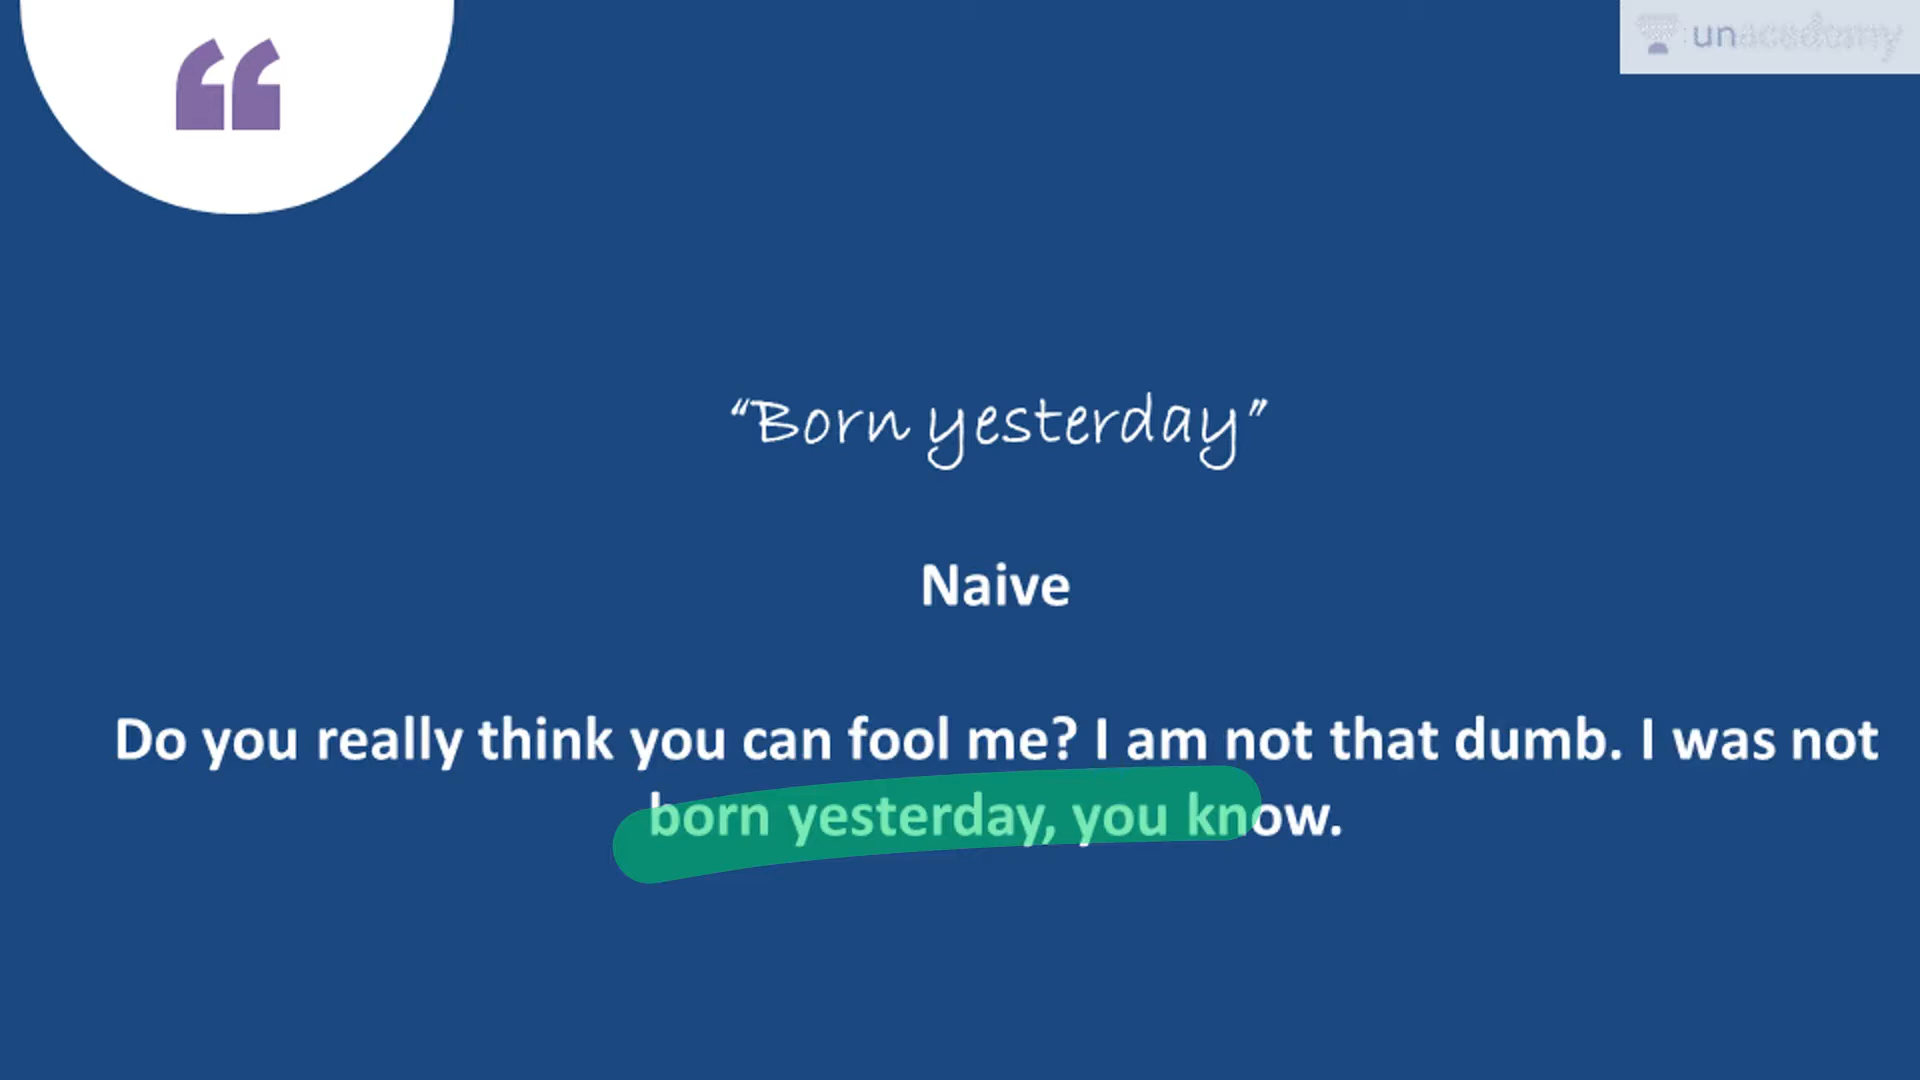 unacademy
“Born yesterday”
Naive
Do you really think you can fool me? I am not that dumb. I was not
born yesterday, you know.